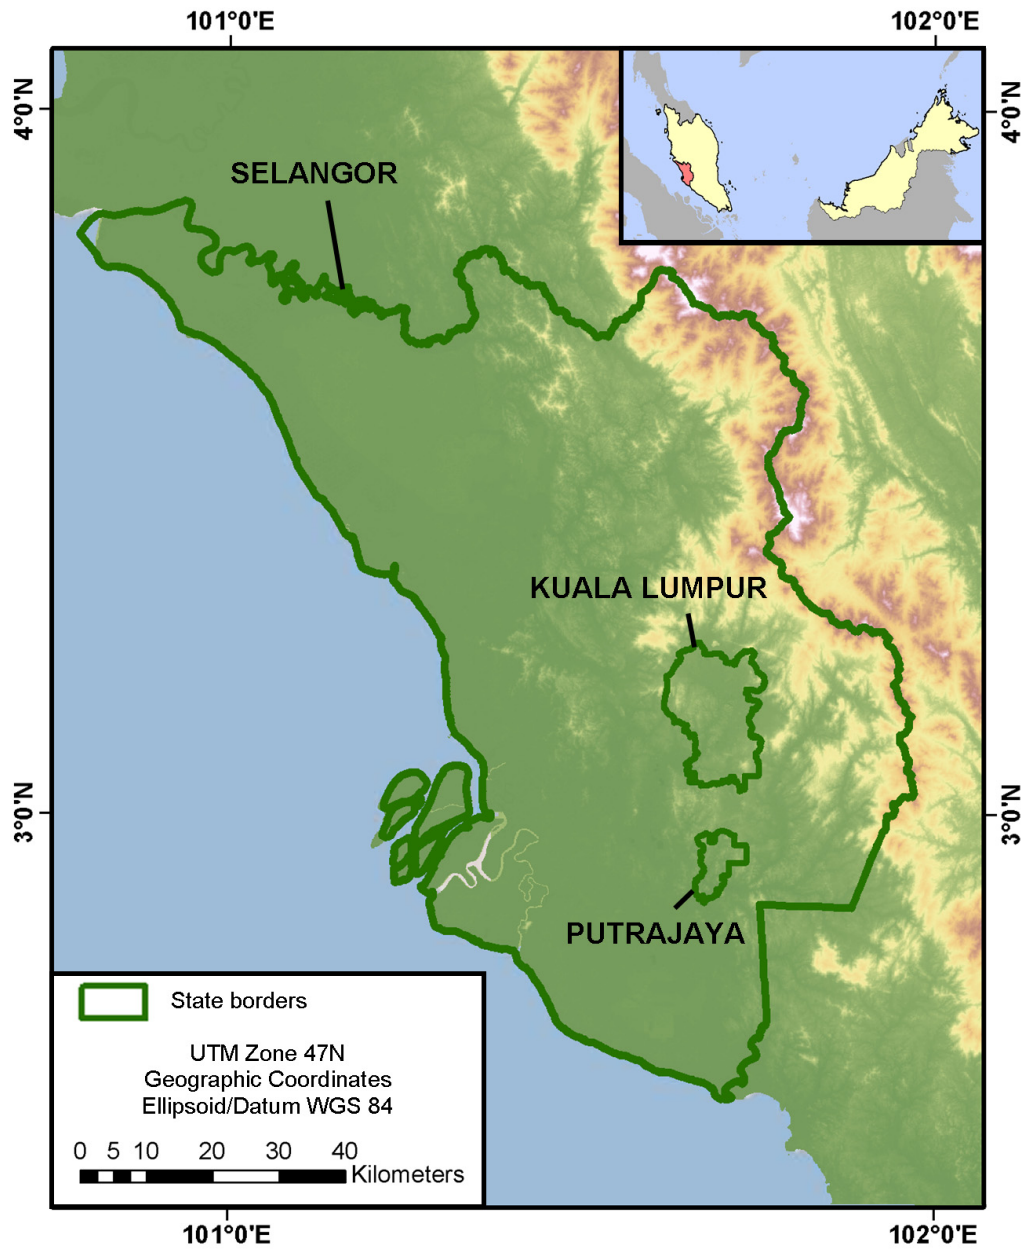 101°0'E
102°0'E
4°0'N
4°0'N
SELANGOR
KUALA LUMPUR
3°0'N
3°0'N
PUTRAJAYA
State borders
UTM Zone 47N
Geographic Coordinates
Ellipsoid/Datum WGS 84
0 5 10 20 30 40
Kilometers
101°0'E
102°0'E